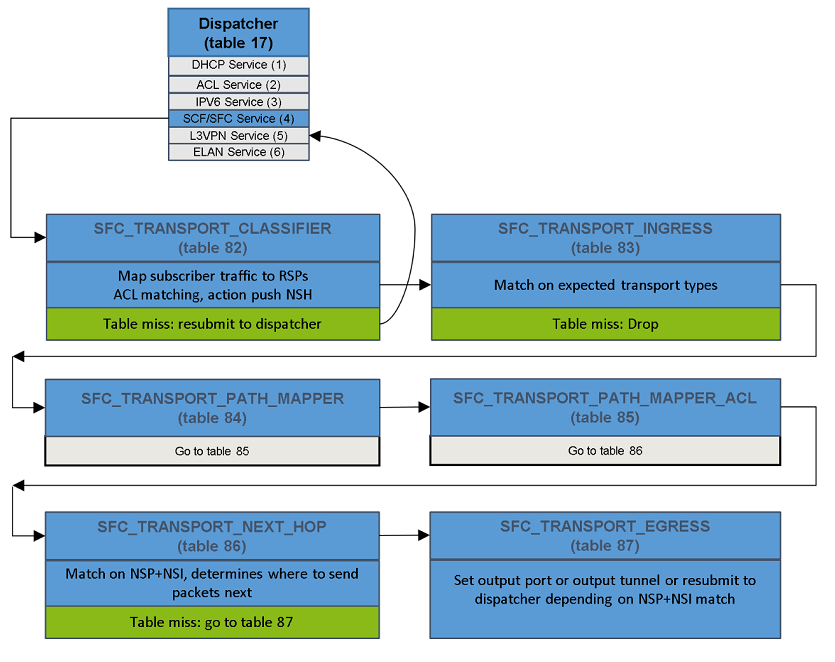 Dispatcher
(table 17)
DHCP Service (1)
ACL Service (2)
IPV6 Service (3)
SCF/SFC Service (4)
L3VPN Service (5)
ELAN Service (6)
SFC_TRANSPORT_CLASSIFIER
(table 82)
Map subscriber traffic to RSPs
ACL matching, action push NSH
Table miss: resubmit to dispatcher
SFC_TRANSPORT_INGRESS
(table 83)
Match on expected transport types
Table miss: Drop
SFC_TRANSPORT_PATH_MAPPER
(table 84)
Go to table 85
SFC_TRANSPORT_PATH_MAPPER_ACL
(table 85)
Go to table 86
SFC_TRANSPORT_NEXT_HOP
(table 86)
Match on NSP+NSI, determines where to send
packets next
Table miss: go to table 87
SFC_TRANSPORT_EGRESS
(table 87)
Set output port or output tunnel or resubmit to
dispatcher depending on NSP+NSI match